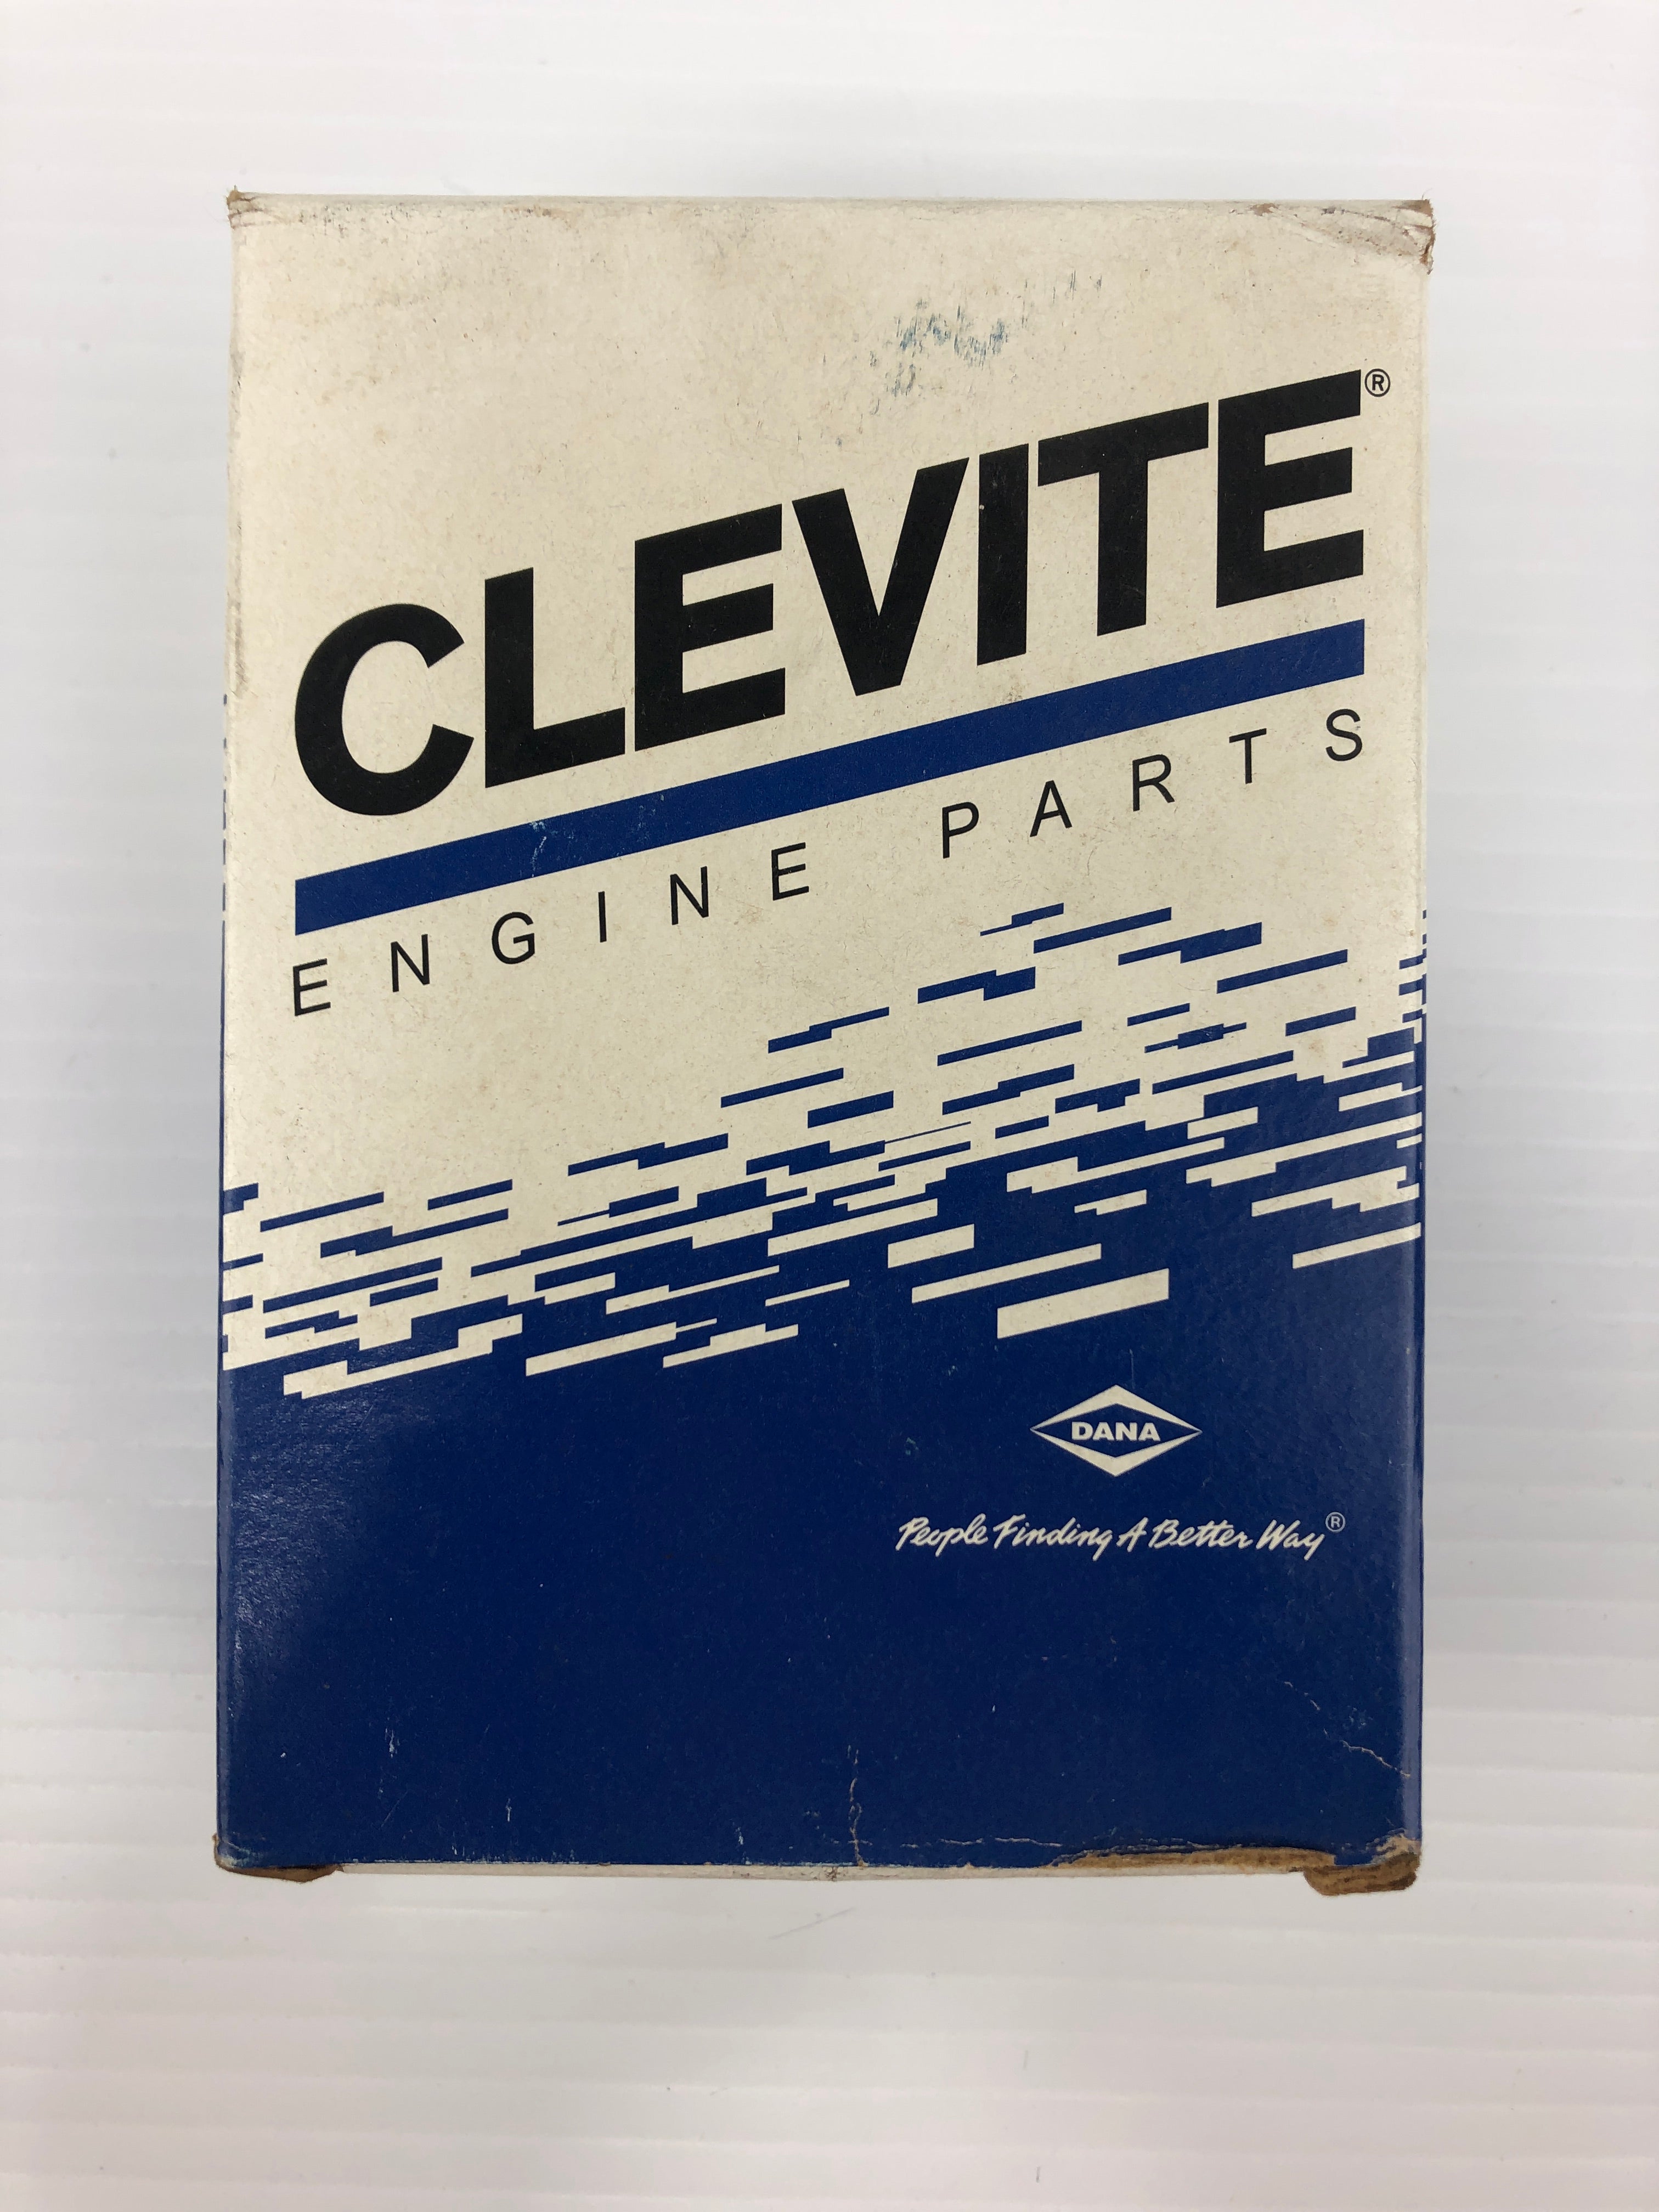 CLEVITE®
ENGINE PARTS
DANA
People Finding A Better Way®